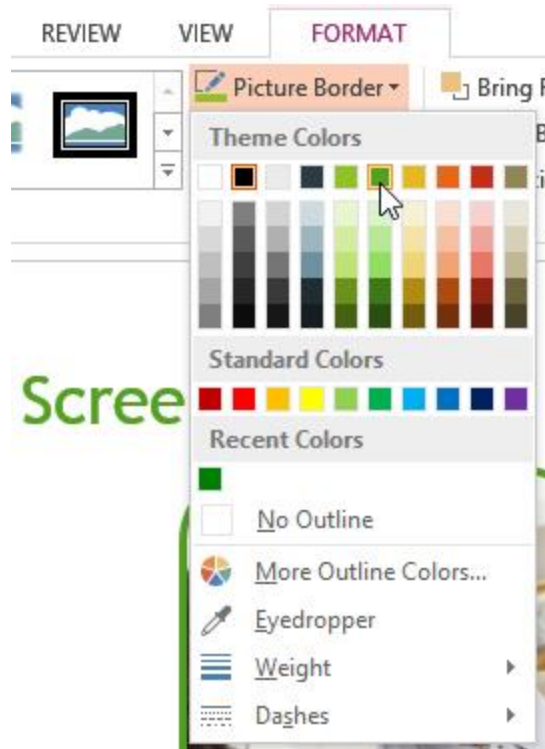 REVIEW VIEW FORMAT
Picture Border Bring
Theme Colors
Standard Colors
Scree
Recent Colors
No Outline
More Outline Colors...
Eyedropper
Weight
Dashes